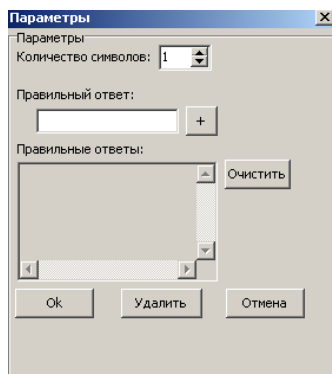 Параметры
Параметры
Количество символов: 1
Правильный ответ:
+
Правильные ответы:
Очистить
Ok Удалить Отмена